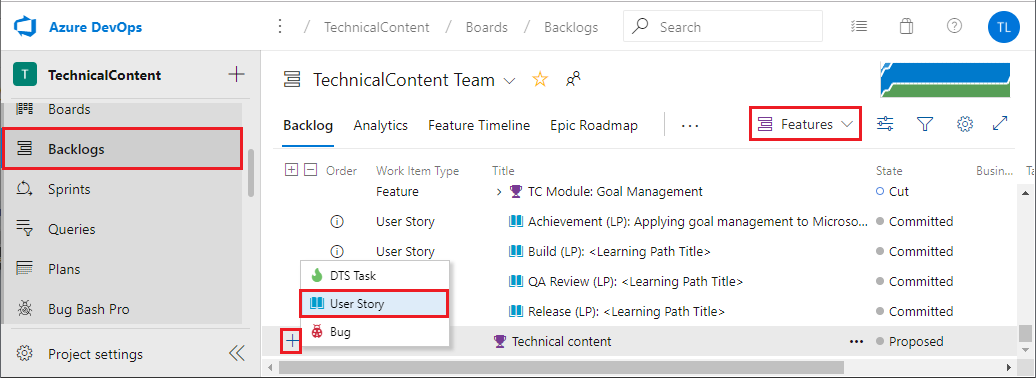 Azure DevOps
/ TechnicalContent / Boards / Backlogs
Search
TL
T TechnicalContent
Boards
Backlogs
Sprints
Queries
Plans
Bug Bash Pro
Project settings
TechnicalContent Team
Backlog Analytics Feature Timeline Epic Roadmap
Features
Order Work Item Type Title State Busin... Ta
Feature TC Module: Goal Management Cut
User Story Achievement (LP): Applying goal management to Microso... Committed
User Story Build (LP): <Learning Path Title> Committed
QA Review (LP): <Learning Path Title> Committed
Release (LP): <Learning Path Title> Committed
DTS Task
User Story
Bug
Technical content ••• Proposed